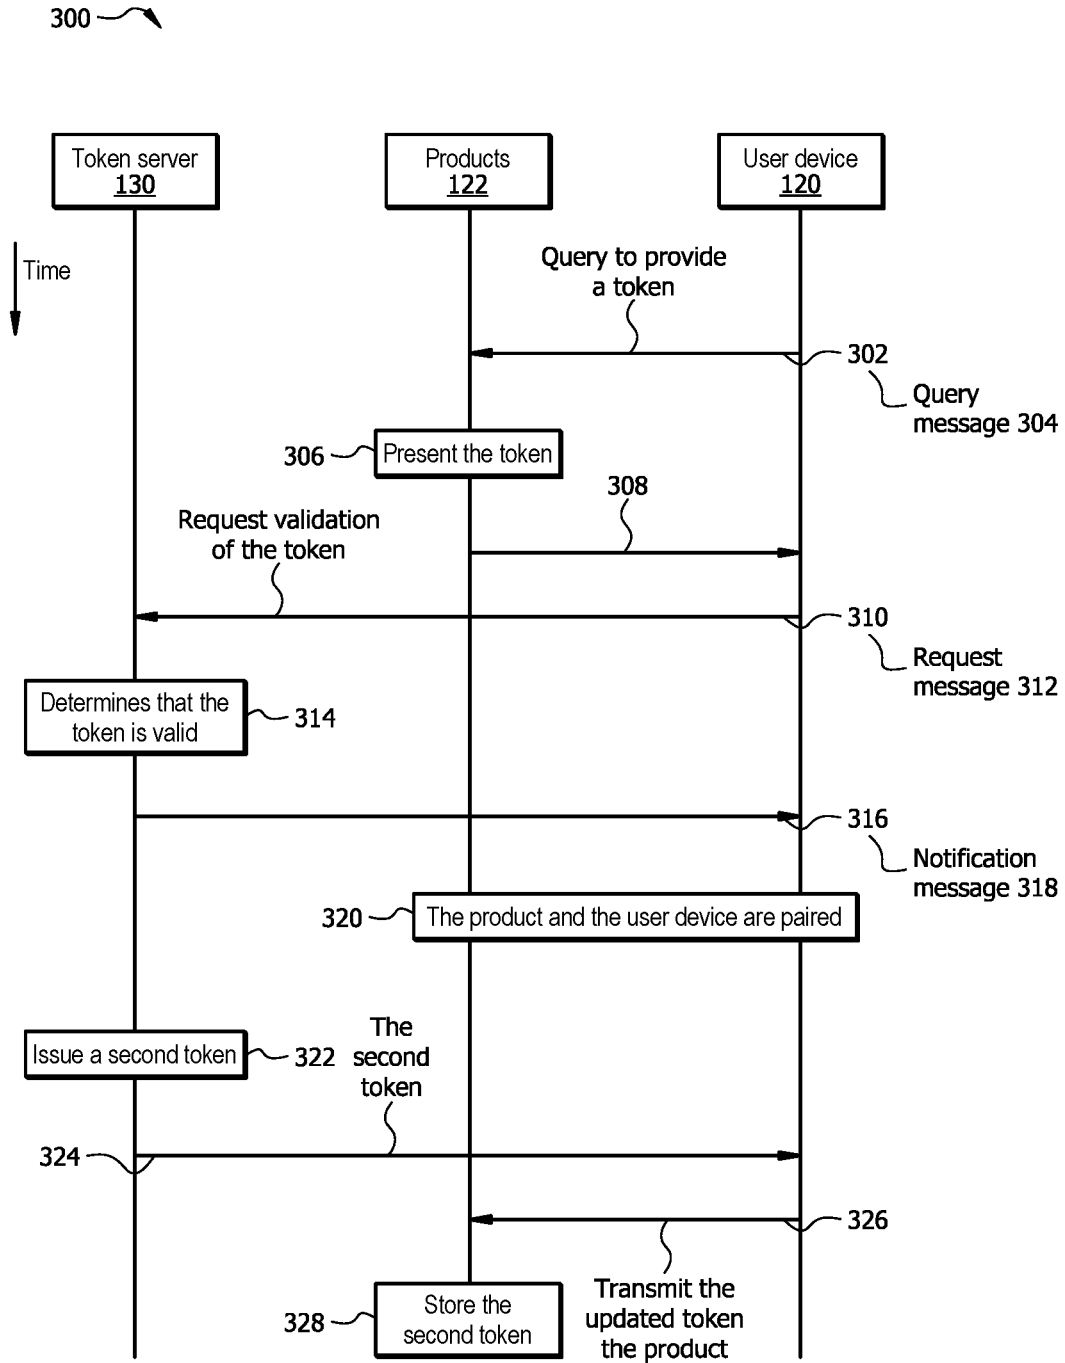 300
Token server
130
Products
122
User device
120
Time
Query to provide
a token
302
Query
message 304
306
Present the token
308
Request validation
of the token
310
Request
message 312
Determines that the
token is valid
314
316
Notification
message 318
320
The product and the user device are paired
Issue a second token
322
The
second
token
324
326
Transmit the
updated token
the product
328
Store the
second token